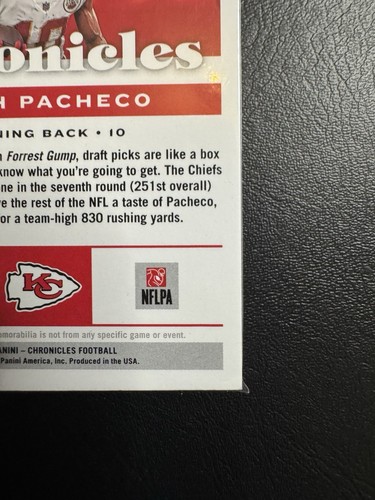 onicles
H PACHECO
NING BACK • 10
n Forrest Gump, draft picks are like a box
know what you're going to get. The Chiefs
ne in the seventh round (251st overall)
ve the rest of the NFL a taste of Pacheco,
or a team-high 830 rushing yards.
KC
NFLPA
emorabilia is not from any specific game or event.
ANINI – CHRONICLES FOOTBALL
Panini America, Inc. Produced in the USA.